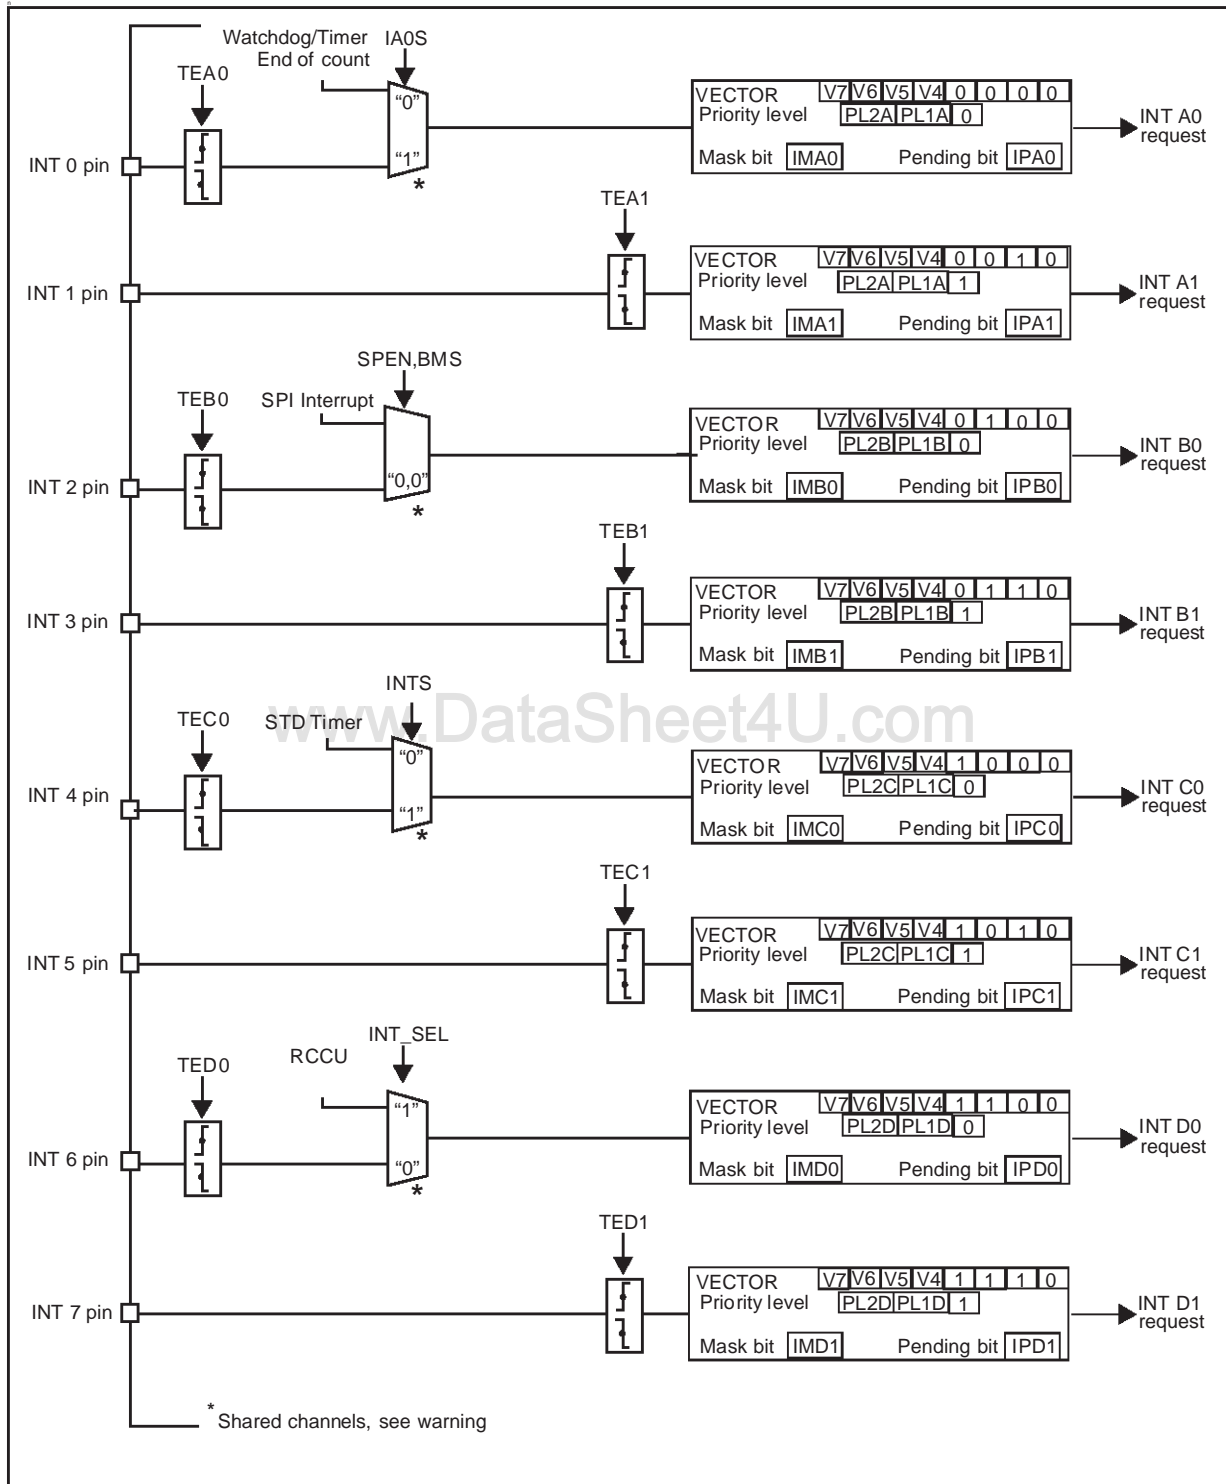 Watchdog/Timer IA0S
End of count
TEA0
"0"
"1"
*
INT 0 pin
VECTOR V7 V6 V5 V4 0 0 0 0
Priority level PL2A PL1A 0
Mask bit IMA0 Pending bit IPA0
INT A0
request
TEA1
INT 1 pin
VECTOR V7 V6 V5 V4 0 0 1 0
Priority level PL2A PL1A 1
Mask bit IMA1 Pending bit IPA1
INT A1
request
SPEN,BMS
TEB0
SPI Interrupt
"0,0"
*
INT 2 pin
VECTOR V7 V6 V5 V4 0 1 0 0
Priority level PL2B PL1B 0
Mask bit IMB0 Pending bit IPB0
INT B0
request
TEB1
INT 3 pin
VECTOR V7 V6 V5 V4 0 1 1 0
Priority level PL2B PL1B 1
Mask bit IMB1 Pending bit IPB1
INT B1
request
www.DataSheet4U.com
INTS
TEC0
STD Timer
"0"
"1"
*
INT 4 pin
VECTOR V7 V6 V5 V4 1 0 0 0
Priority level PL2C PL1C 0
Mask bit IMC0 Pending bit IPC0
INT C0
request
TEC1
INT 5 pin
VECTOR V7 V6 V5 V4 1 0 1 0
Priority level PL2C PL1C 1
Mask bit IMC1 Pending bit IPC1
INT C1
request
INT_SEL
RCCU
TED0
"1"
"0"
*
INT 6 pin
VECTOR V7 V6 V5 V4 1 1 0 0
Priority level PL2D PL1D 0
Mask bit IMD0 Pending bit IPD0
INT D0
request
TED1
INT 7 pin
VECTOR V7 V6 V5 V4 1 1 1 0
Priority level PL2D PL1D 1
Mask bit IMD1 Pending bit IPD1
INT D1
request
* Shared channels, see warning